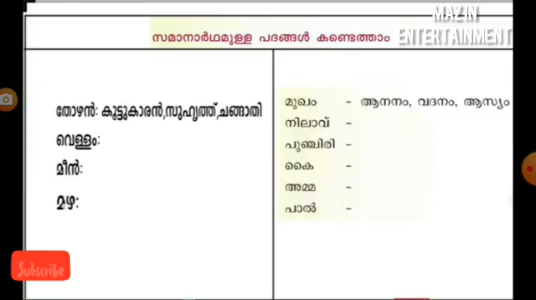 MAZIN
ENTERTAINMENT
സമാനാർഥമുള്ള പദങ്ങൾ കണ്ടെത്താം
തോഴൻ: കൂട്ടുകാരൻ,സുഹൃത്ത്,ചങ്ങാതി
വെള്ളം:
മീൻ:
മഴ:
മുഖം – ആനനം, വദനം, ആസ്യം
നിലാവ് –
പുഞ്ചിരി –
കൈ –
അമ്മ –
പാൽ –
Subscribe